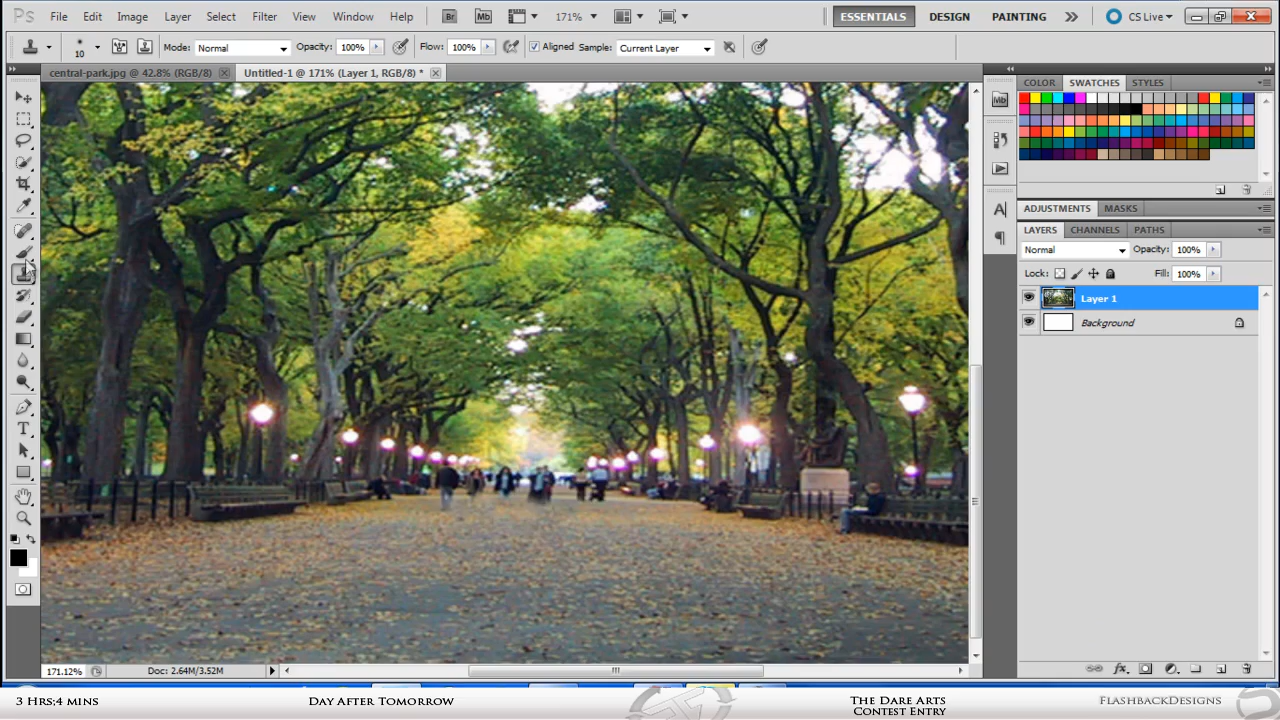 Ps File Edit Image Layer Select Filter View Window Help Br Mb 171% ESSENTIALS DESIGN PAINTING CS Live
10 Mode: Normal Opacity: 100% Flow: 100% Aligned Sample: Current Layer
central-park.jpg @ 42.8% (RGB/8) Untitled-1 @ 171% (Layer 1, RGB/8) *
COLOR SWATCHES STYLES
Mb
ADJUSTMENTS MASKS
LAYERS CHANNELS PATHS
Normal Opacity: 100%
Lock: Fill: 100%
Layer 1
Background
171.12% Doc: 2.64M/3.52M
3 Hrs;4 mins Day After Tomorrow The Dare Arts FlashbackDesigns
Contest Entry